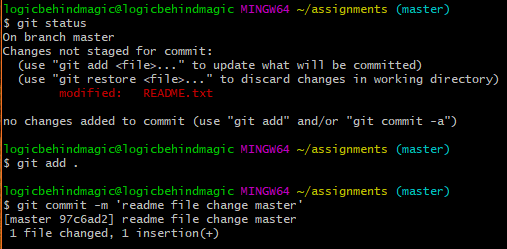 logicbehindmagic@logicbehindmagic MINGW64 ~/assignments (master)
$ git status
On branch master
Changes not staged for commit:
  (use "git add <file>..." to update what will be committed)
  (use "git restore <file>..." to discard changes in working directory)
        modified:   README.txt

no changes added to commit (use "git add" and/or "git commit -a")

logicbehindmagic@logicbehindmagic MINGW64 ~/assignments (master)
$ git add .

logicbehindmagic@logicbehindmagic MINGW64 ~/assignments (master)
$ git commit -m 'readme file change master'
[master 97c6ad2] readme file change master
 1 file changed, 1 insertion(+)